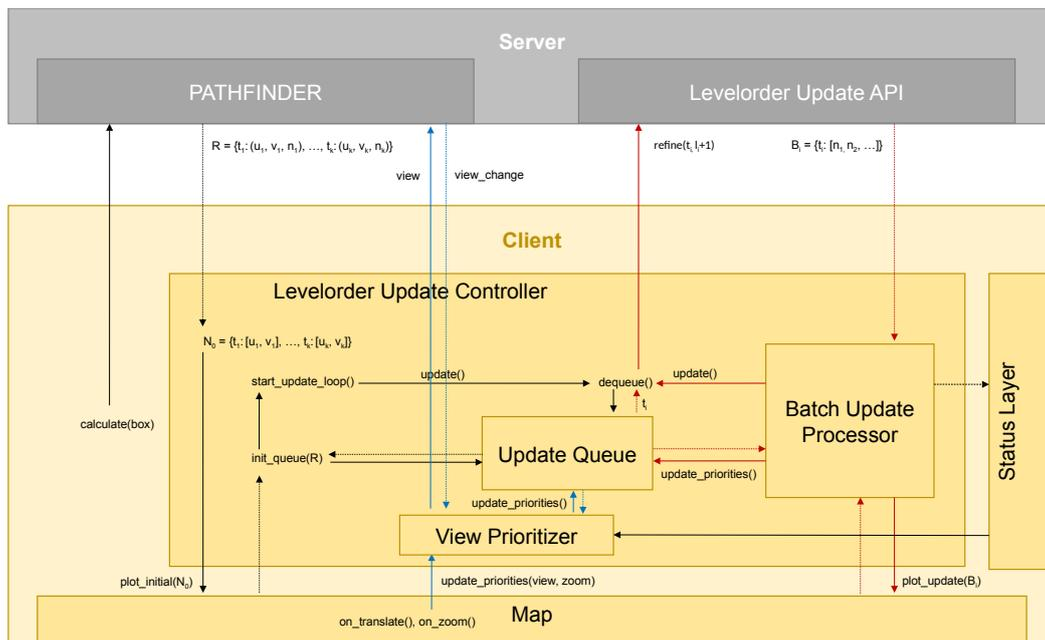 Server
PATHFINDER
Levelorder Update API
R = {t₁: (u₁, v₁, n₁), …, tₖ: (uₖ, vₖ, nₖ)}
refine(tᵢ, lᵢ+1)
Bᵢ = {tᵢ: [n₁, n₂, …]}
view
view_change
Client
Levelorder Update Controller
N₀ = {t₁: [u₁, v₁], …, tₖ: [uₖ, vₖ]}
start_update_loop()
update()
dequeue()
update()
tᵢ
calculate(box)
Batch Update
Processor
Status Layer
init_queue(R)
Update Queue
update_priorities()
update_priorities()
View Prioritizer
plot_initial(N₀)
update_priorities(view, zoom)
plot_update(Bᵢ)
Map
on_translate(), on_zoom()